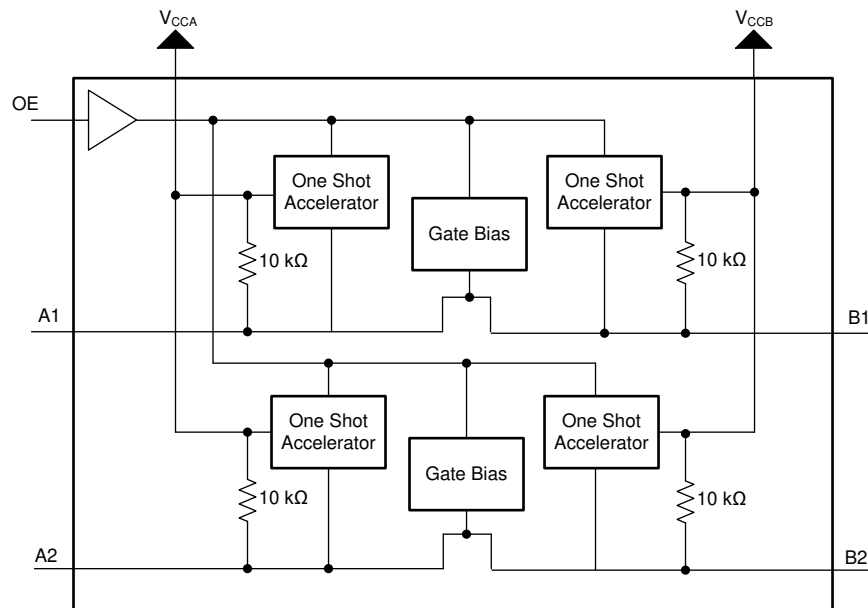 VCCA
VCCB
OE
One Shot
Accelerator
One Shot
Accelerator
Gate Bias
10 kΩ
10 kΩ
A1
B1
One Shot
Accelerator
One Shot
Accelerator
Gate Bias
10 kΩ
10 kΩ
A2
B2